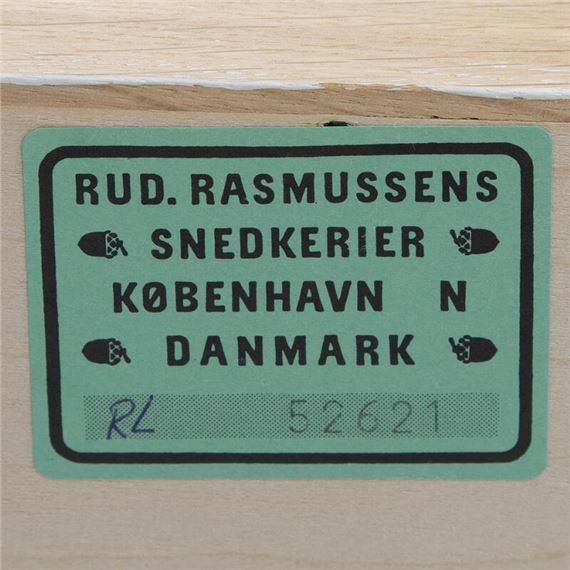 RUD. RASMUSSENS
SNEDKERIER
KØBENHAVN N
DANMARK
RL 52621